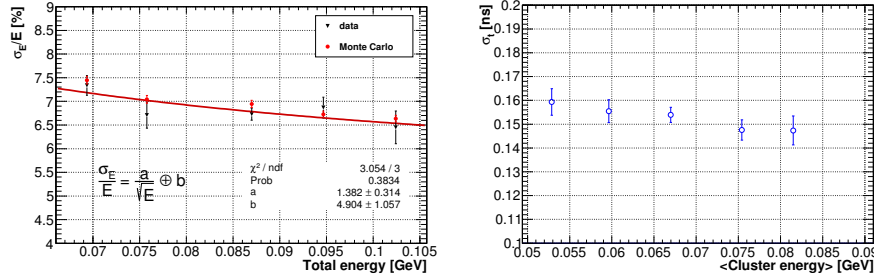 σ_E/E [%]
9
8.5
8
7.5
7
6.5
6
5.5
5
4.5
4
data
Monte Carlo
σ_E/E = a/√E ⊕ b
χ² / ndf 3.054 / 3
Prob 0.3834
a 1.382 ± 0.314
b 4.904 ± 1.057
0.07 0.075 0.08 0.085 0.09 0.095 0.1 0.105
Total energy [GeV]
σ_t [ns]
0.2
0.19
0.18
0.17
0.16
0.15
0.14
0.13
0.12
0.11
0.1
0.05 0.055 0.06 0.065 0.07 0.075 0.08 0.085 0.09
<Cluster energy> [GeV]